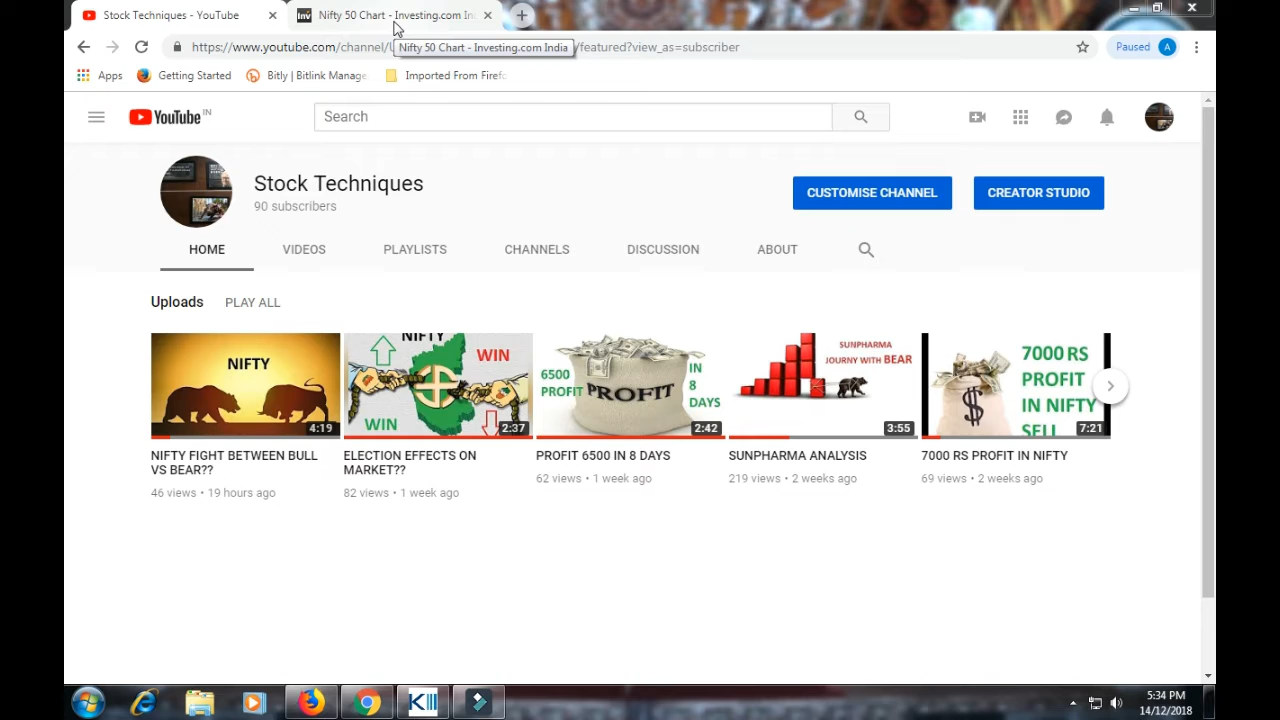 Stock Techniques - YouTube
Nifty 50 Chart - Investing.com In
https://www.youtube.com/channel/
Nifty 50 Chart - Investing.com India
/featured?view_as=subscriber
Paused
A
Apps
Getting Started
Bitly | Bitlink Manage
Imported From Firef
YouTube IN
Search
Stock Techniques
90 subscribers
CUSTOMISE CHANNEL
CREATOR STUDIO
HOME
VIDEOS
PLAYLISTS
CHANNELS
DISCUSSION
ABOUT
Uploads
PLAY ALL
NIFTY
4:19
NIFTY
WIN
WIN
2:37
6500
PROFIT
PROFIT
IN
8
DAYS
2:42
SUNPHARMA
JOURNY WITH BEAR
3:55
7000 RS
PROFIT
IN NIFTY
SELL
7:21
NIFTY FIGHT BETWEEN BULL
VS BEAR??
46 views • 19 hours ago
ELECTION EFFECTS ON
MARKET??
82 views • 1 week ago
PROFIT 6500 IN 8 DAYS
62 views • 1 week ago
SUNPHARMA ANALYSIS
219 views • 2 weeks ago
7000 RS PROFIT IN NIFTY
69 views • 2 weeks ago
5:34 PM
14/12/2018